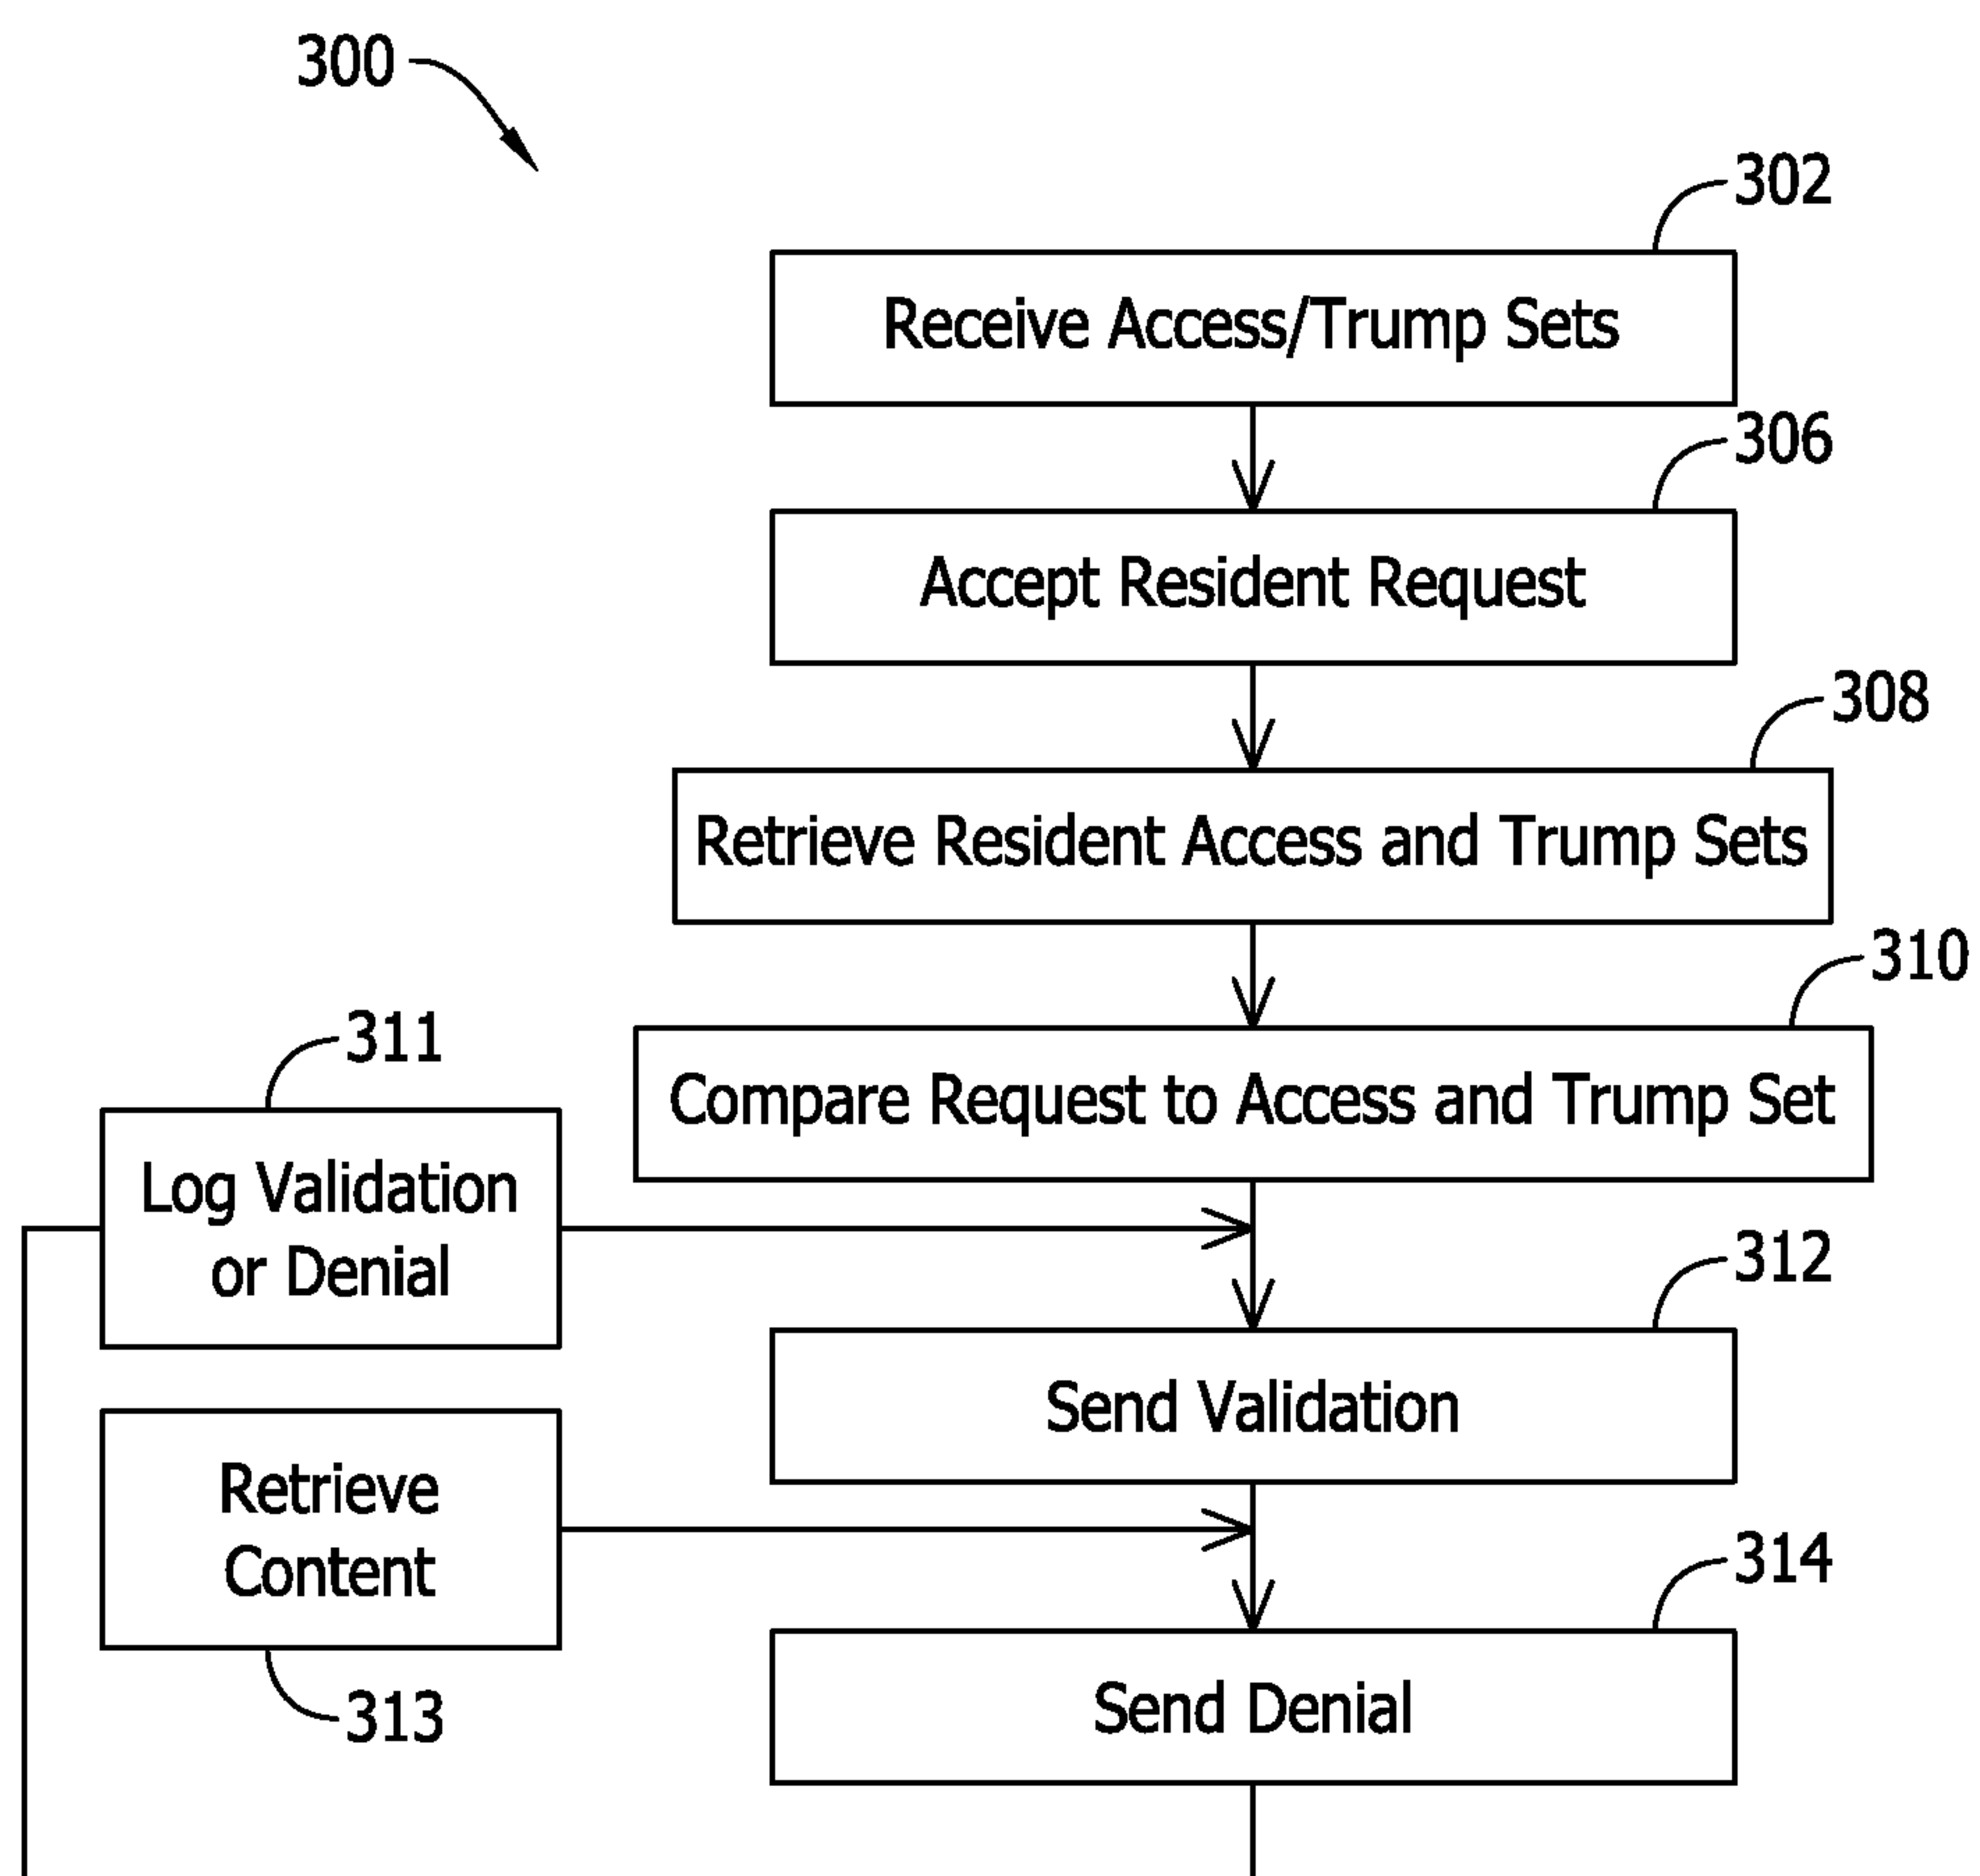 300
302
Receive Access/Trump Sets
306
Accept Resident Request
308
Retrieve Resident Access and Trump Sets
310
Compare Request to Access and Trump Set
311
Log Validation
or Denial
312
Send Validation
Retrieve
Content
313
314
Send Denial